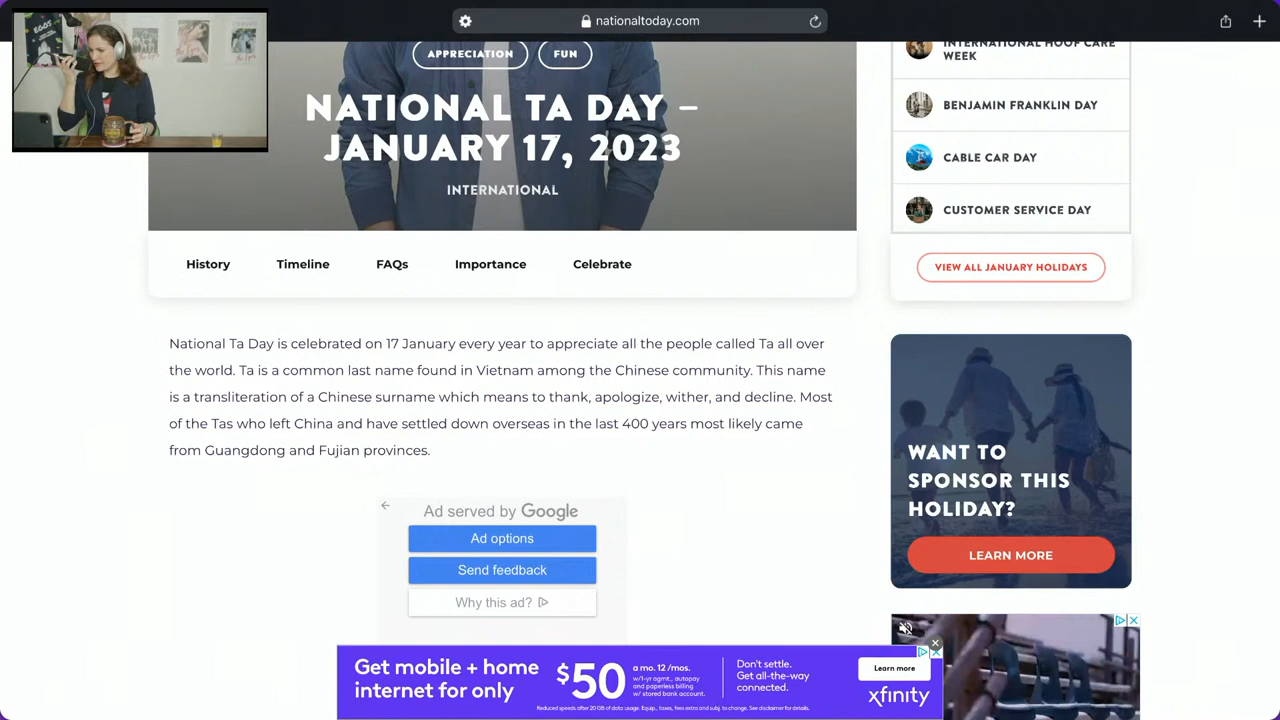 nationaltoday.com
APPRECIATION
FUN
NATIONAL TA DAY –
JANUARY 17, 2023
INTERNATIONAL
History
Timeline
FAQs
Importance
Celebrate
National Ta Day is celebrated on 17 January every year to appreciate all the people called Ta all over
the world. Ta is a common last name found in Vietnam among the Chinese community. This name
is a transliteration of a Chinese surname which means to thank, apologize, wither, and decline. Most
of the Tas who left China and have settled down overseas in the last 400 years most likely came
from Guangdong and Fujian provinces.
Ad served by Google
Ad options
Send feedback
Why this ad?
INTERNATIONAL HOOF CARE
WEEK
BENJAMIN FRANKLIN DAY
CABLE CAR DAY
CUSTOMER SERVICE DAY
VIEW ALL JANUARY HOLIDAYS
WANT TO
SPONSOR THIS
HOLIDAY?
LEARN MORE
Get mobile + home
internet for only
$50
a mo. 12 /mos.
w/1-yr agmt., autopay
and paperless billing
w/ stored bank account.
Don't settle.
Get all-the-way
connected.
Learn more
xfinity
Reduced speeds after 20 GB of data usage. Equip., taxes, fees extra and subj. to change. See disclaimer for details.